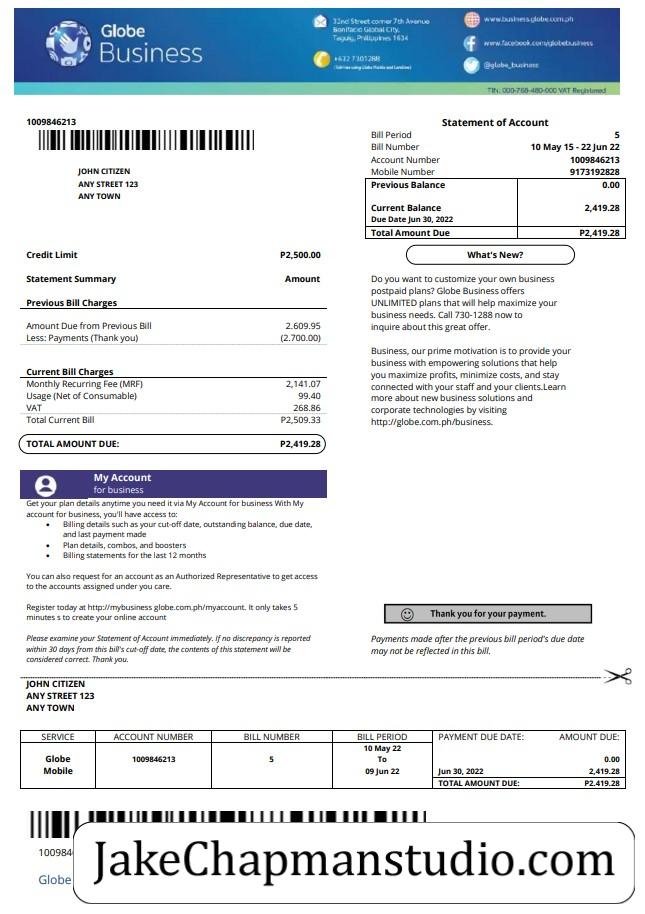 Globe
Business
32nd Street corner 7th Avenue
Bonifacio Global City,
Taguig, Philippines 1634
+632 7301288
www.business.globe.com.ph
www.facebook.com/globebusiness
@globe_business
TIN: 000-768-480-000 VAT Registered
1009846213
JOHN CITIZEN
ANY STREET 123
ANY TOWN
Statement of Account
Bill Period 5
Bill Number 10 May 15 - 22 Jun 22
Account Number 1009846213
Mobile Number 9173192828
Previous Balance 0.00
Current Balance 2,419.28
Due Date Jun 30, 2022
Total Amount Due P2,419.28
Credit Limit P2,500.00
Statement Summary Amount
Previous Bill Charges
Amount Due from Previous Bill 2.609.95
Less: Payments (Thank you) (2.700.00)
Current Bill Charges
Monthly Recurring Fee (MRF) 2,141.07
Usage (Net of Consumable) 99.40
VAT 268.86
Total Current Bill P2,509.33
TOTAL AMOUNT DUE: P2,419.28
What's New?
Do you want to customize your own business
postpaid plans? Globe Business offers
UNLIMITED plans that will help maximize your
business needs. Call 730-1288 now to
inquire about this great offer.
Business, our prime motivation is to provide your
business with empowering solutions that help
you maximize profits, minimize costs, and stay
connected with your staff and your clients.Learn
more about new business solutions and
corporate technologies by visiting
http://globe.com.ph/business.
My Account
for business
Get your plan details anytime you need it via My Account for business With My
account for business, you'll have access to:
• Billing details such as your cut-off date, outstanding balance, due date,
and last payment made
• Plan details, combos, and boosters
• Billing statements for the last 12 months
You can also request for an account as an Authorized Representative to get access
to the accounts assigned under you care.
Register today at http://mybusiness globe.com.ph/myaccount. It only takes 5
minute s to create your online account
Please examine your Statement of Account immediately. If no discrepancy is reported
within 30 days from this bill's cut-off date, the contents of this statement will be
considered correct. Thank you.
Thank you for your payment.
Payments made after the previous bill period's due date
may not be reflected in this bill.
JOHN CITIZEN
ANY STREET 123
ANY TOWN
SERVICE ACCOUNT NUMBER BILL NUMBER BILL PERIOD PAYMENT DUE DATE: AMOUNT DUE:
Globe
Mobile
1009846213
5
10 May 22
To
09 Jun 22
0.00
Jun 30, 2022 2,419.28
TOTAL AMOUNT DUE: P2.419.28
10098
Globe
JakeChapmanstudio.com